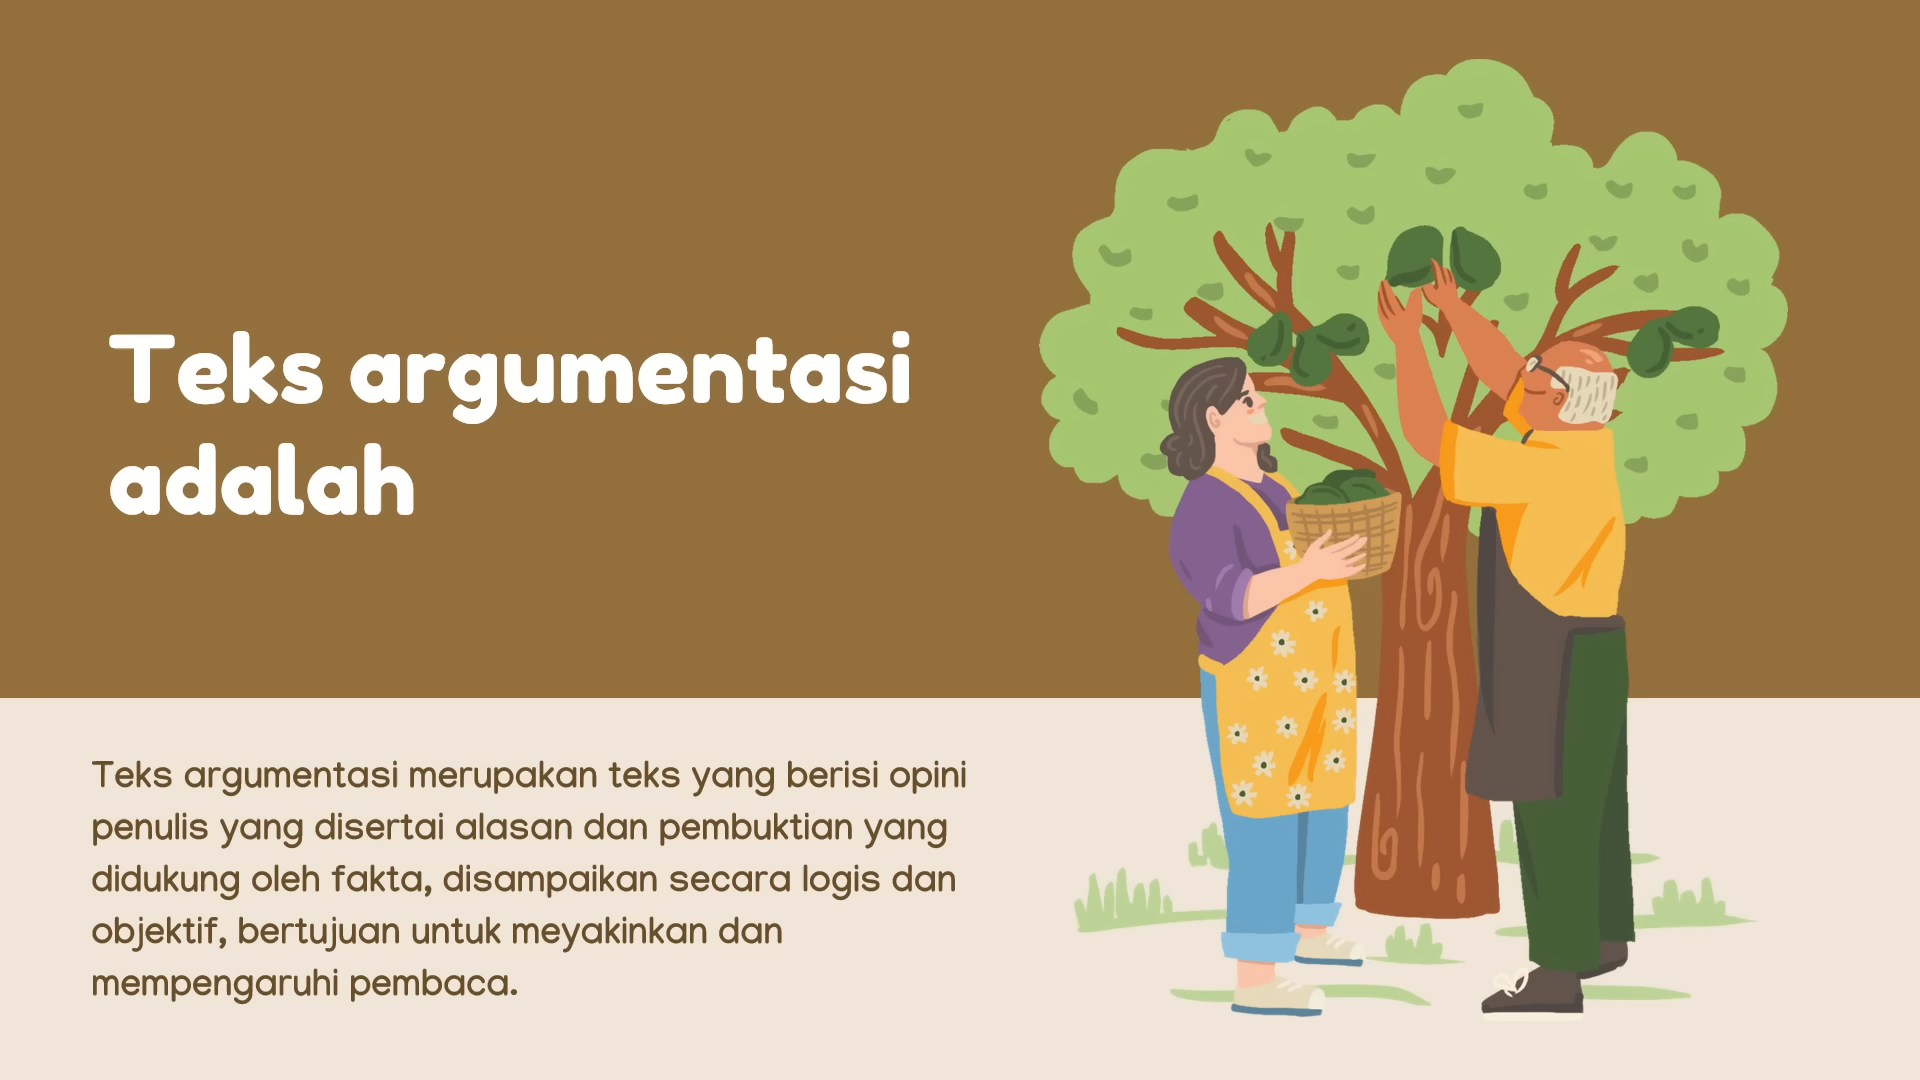 Teks argumentasi
adalah
Teks argumentasi merupakan teks yang berisi opini
penulis yang disertai alasan dan pembuktian yang
didukung oleh fakta, disampaikan secara logis dan
objektif, bertujuan untuk meyakinkan dan
mempengaruhi pembaca.